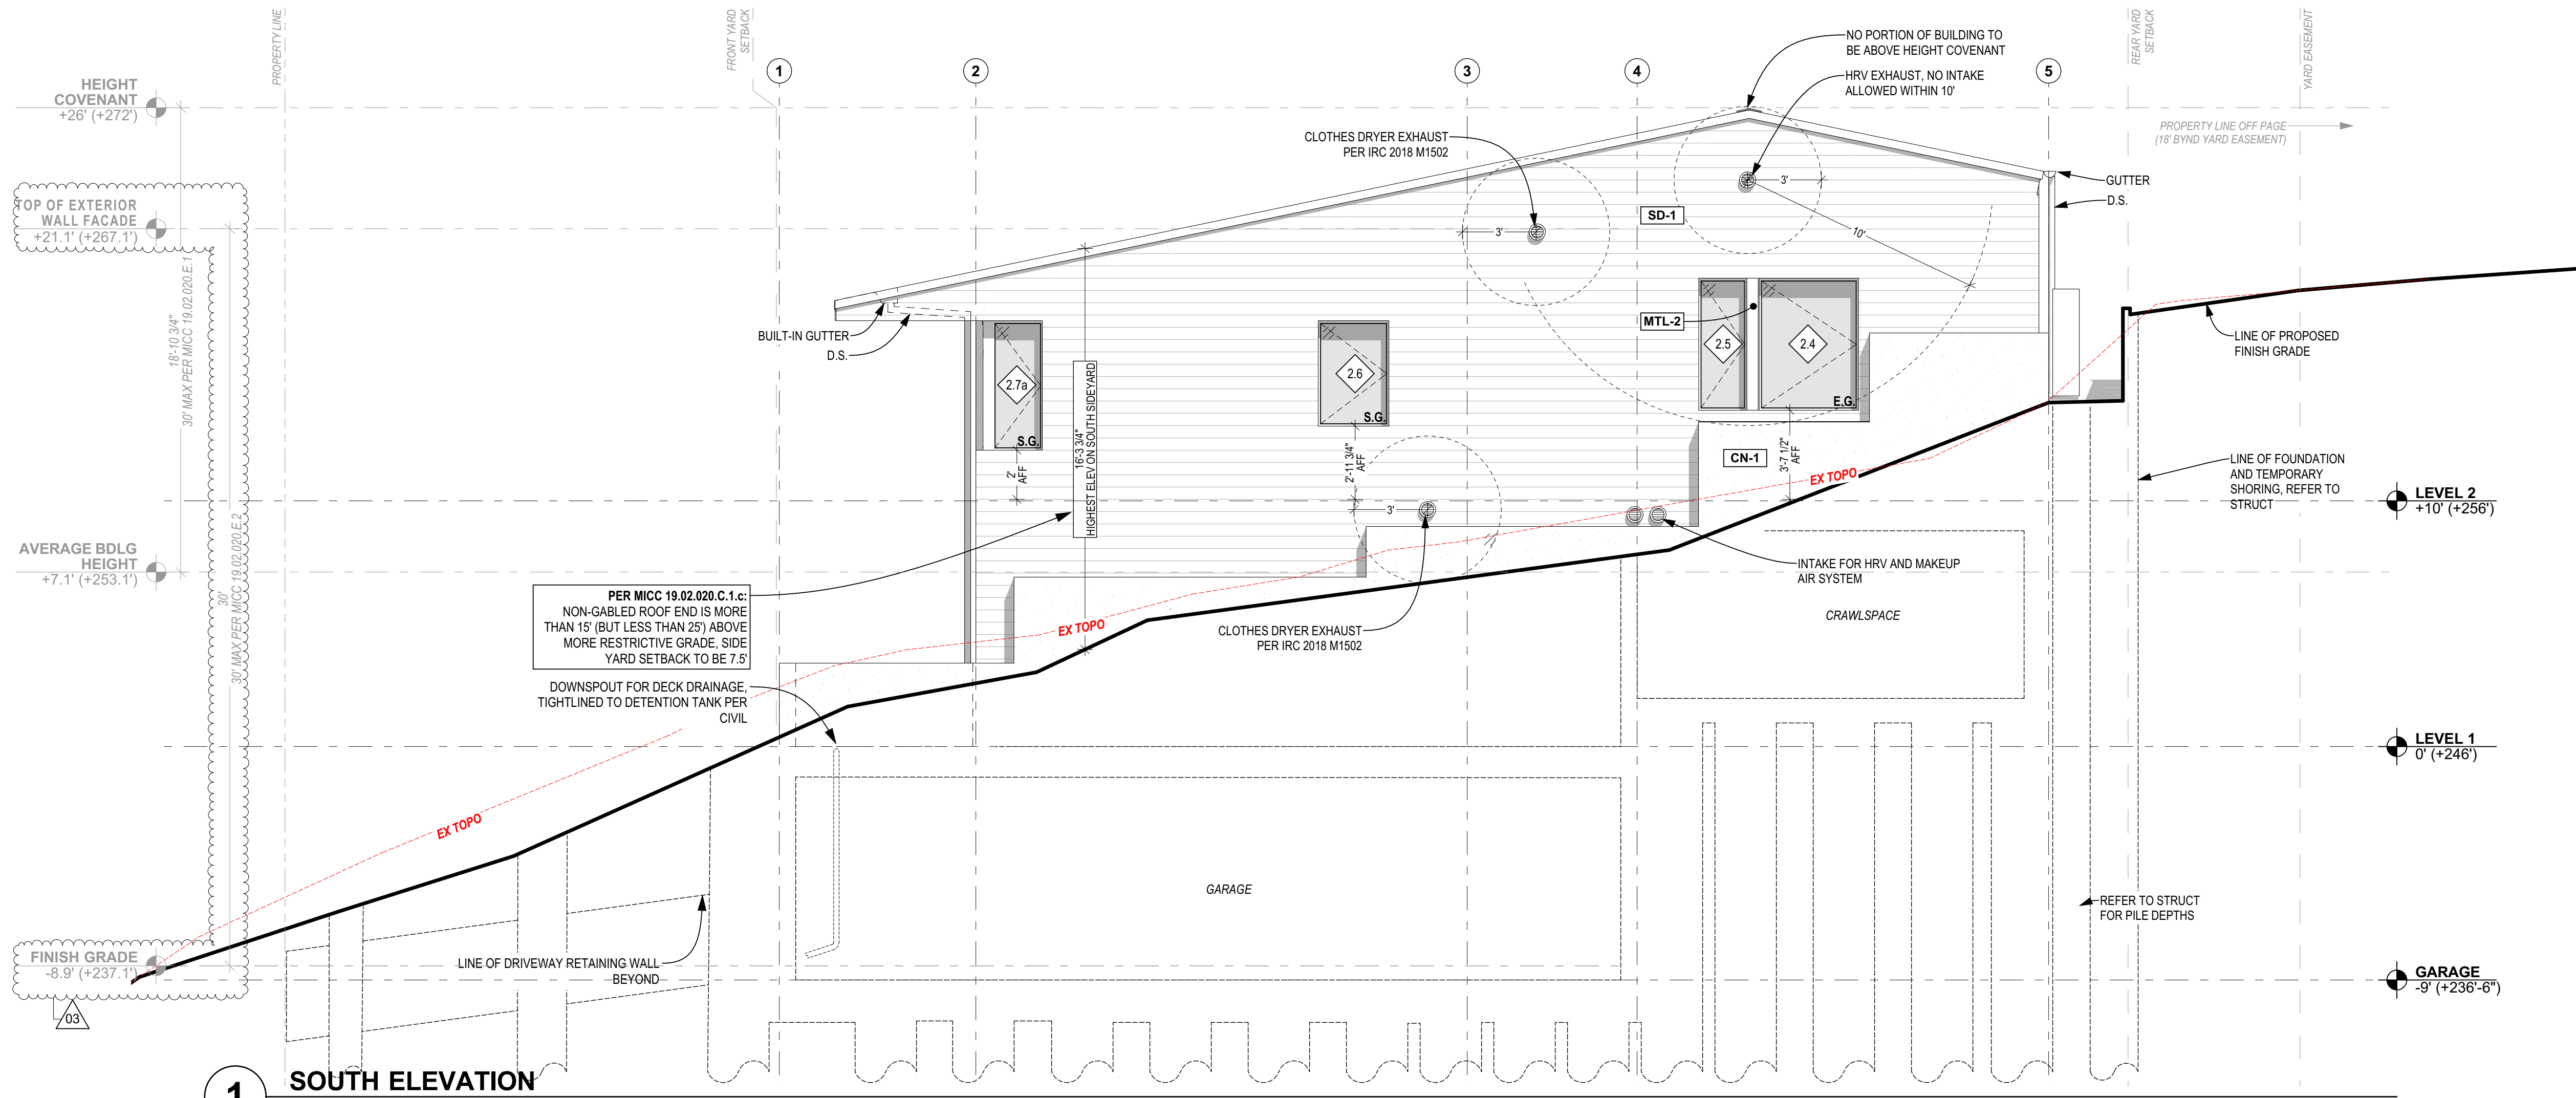 PROPERTY LINE
FRONT YARD
SETBACK
REAR YARD
SETBACK
YARD EASEMENT
1
2
3
4
5
NO PORTION OF BUILDING TO
BE ABOVE HEIGHT COVENANT
HRV EXHAUST, NO INTAKE
ALLOWED WITHIN 10'
HEIGHT
COVENANT
+26' (+272')
PROPERTY LINE OFF PAGE
(18' BYND YARD EASEMENT)
CLOTHES DRYER EXHAUST
PER IRC 2018 M1502
3'
3'
10'
GUTTER
D.S.
TOP OF EXTERIOR
WALL FACADE
+21.1' (+267.1')
SD-1
18'-10 3/4"
30' MAX PER MICC 19.02.020.E.1
BUILT-IN GUTTER
D.S.
MTL-2
2.5
2.4
E.G.
2.6
S.G.
2.7a
S.G.
LINE OF PROPOSED
FINISH GRADE
16'-3 3/4"
HIGHEST ELEV ON SOUTH SIDEYARD
2'
AFF
2'-11 3/4"
AFF
3'-7 1/2"
AFF
CN-1
EX TOPO
LINE OF FOUNDATION
AND TEMPORARY
SHORING, REFER TO
STRUCT
LEVEL 2
+10' (+256')
3'
AVERAGE BDLG
HEIGHT
+7.1' (+253.1')
30'
30' MAX PER MICC 19.02.020.E.2
INTAKE FOR HRV AND MAKEUP
AIR SYSTEM
PER MICC 19.02.020.C.1.c:
NON-GABLED ROOF END IS MORE
THAN 15' (BUT LESS THAN 25') ABOVE
MORE RESTRICTIVE GRADE, SIDE
YARD SETBACK TO BE 7.5'
EX TOPO
CLOTHES DRYER EXHAUST
PER IRC 2018 M1502
CRAWLSPACE
DOWNSPOUT FOR DECK DRAINAGE,
TIGHTLINED TO DETENTION TANK PER
CIVIL
LEVEL 1
0' (+246')
EX TOPO
GARAGE
REFER TO STRUCT
FOR PILE DEPTHS
FINISH GRADE
-8.9' (+237.1')
LINE OF DRIVEWAY RETAINING WALL
BEYOND
GARAGE
-9' (+236'-6")
03
1
SOUTH ELEVATION